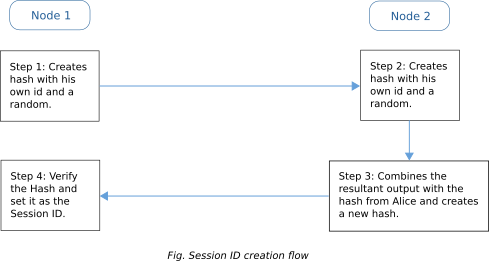 Node 1
Node 2
Step 1: Creates
hash with his
own id and a
random.
Step 2: Creates
hash with his
own id and a
random.
Step 3: Combines the
resultant output with the
hash from Alice and creates
a new hash.
Step 4: Verify
the Hash and
set it as the
Session ID.
Fig. Session ID creation flow